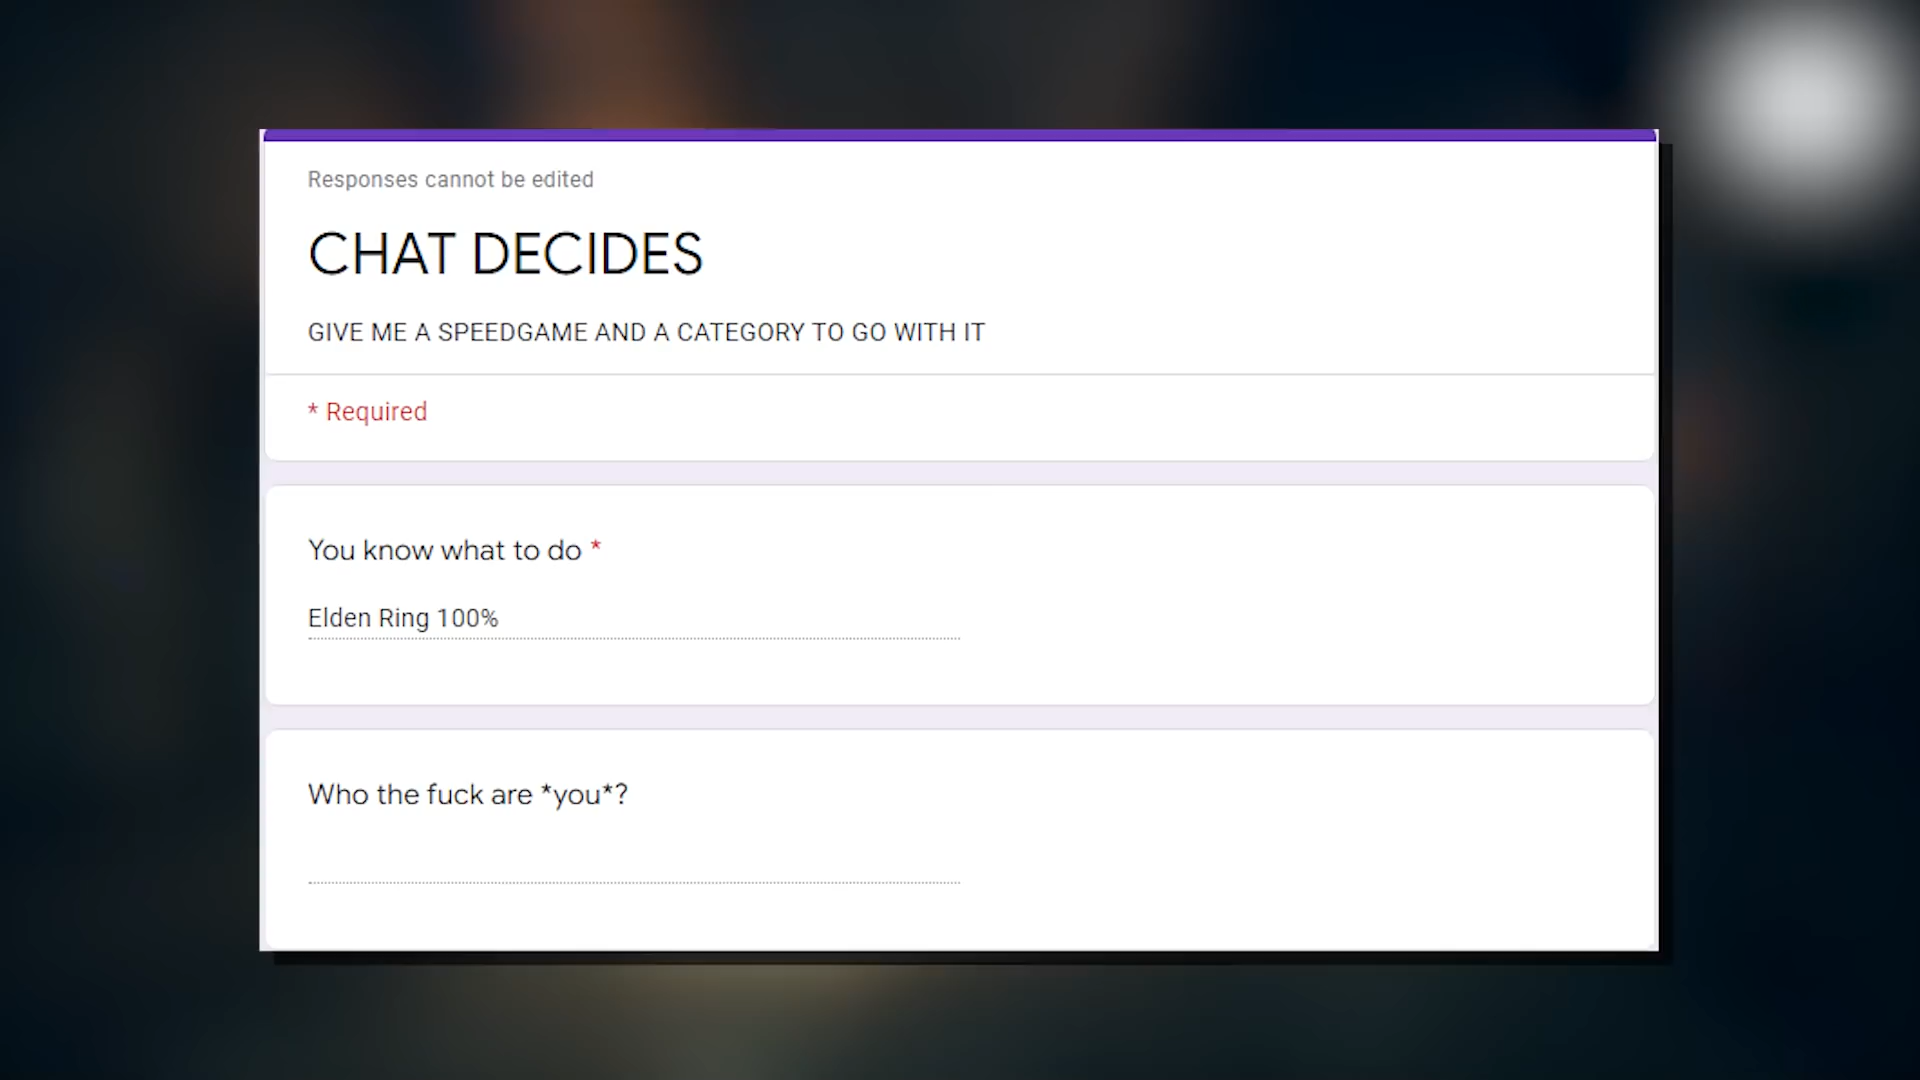 Responses cannot be edited
CHAT DECIDES
GIVE ME A SPEEDGAME AND A CATEGORY TO GO WITH IT
* Required
You know what to do *
Elden Ring 100%
Who the fuck are *you*?